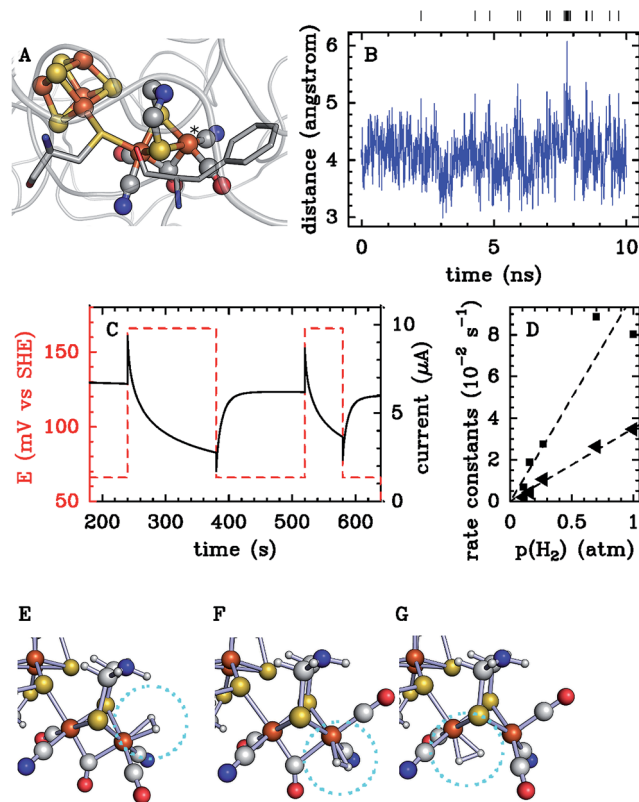 A
*
B
distance (angstrom)
6
5
4
3
0
5
10
time (ns)
C
E (mV vs SHE)
150
100
50
10
5
0
current (μA)
200
300
400
500
600
time (s)
D
rate constants (10⁻² s⁻¹)
8
6
4
2
0
0
0.5
1
p(H₂) (atm)
E
F
G